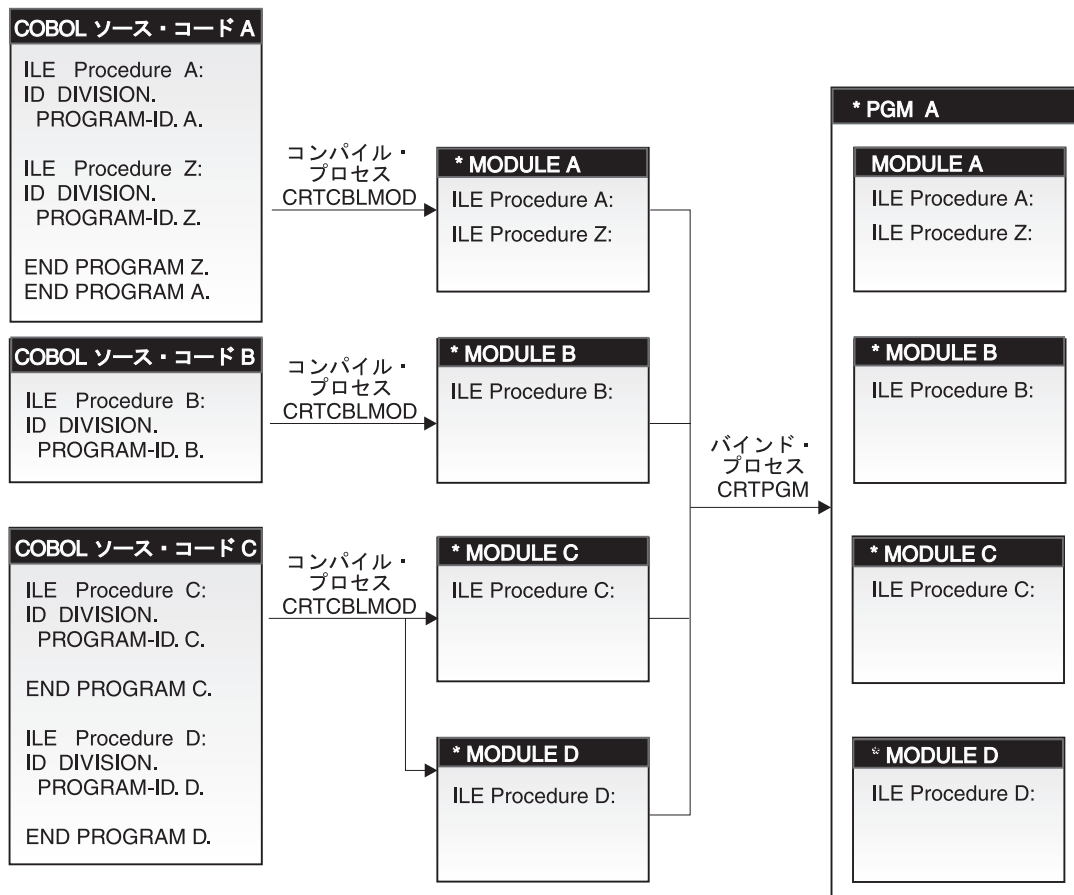 COBOL ソース・コード A
ILE Procedure A:
ID DIVISION.
PROGRAM-ID. A.
ILE Procedure Z:
ID DIVISION.
PROGRAM-ID. Z.
END PROGRAM Z.
END PROGRAM A.
コンパイル・
プロセス
CRTCBLMOD
* MODULE A
ILE Procedure A:
ILE Procedure Z:
COBOL ソース・コード B
ILE Procedure B:
ID DIVISION.
PROGRAM-ID. B.
コンパイル・
プロセス
CRTCBLMOD
* MODULE B
ILE Procedure B:
COBOL ソース・コード C
ILE Procedure C:
ID DIVISION.
PROGRAM-ID. C.
END PROGRAM C.
ILE Procedure D:
ID DIVISION.
PROGRAM-ID. D.
END PROGRAM D.
コンパイル・
プロセス
CRTCBLMOD
* MODULE C
ILE Procedure C:
* MODULE D
ILE Procedure D:
バインド・
プロセス
CRTPGM
* PGM A
MODULE A
ILE Procedure A:
ILE Procedure Z:
* MODULE B
ILE Procedure B:
* MODULE C
ILE Procedure C:
* MODULE D
ILE Procedure D: